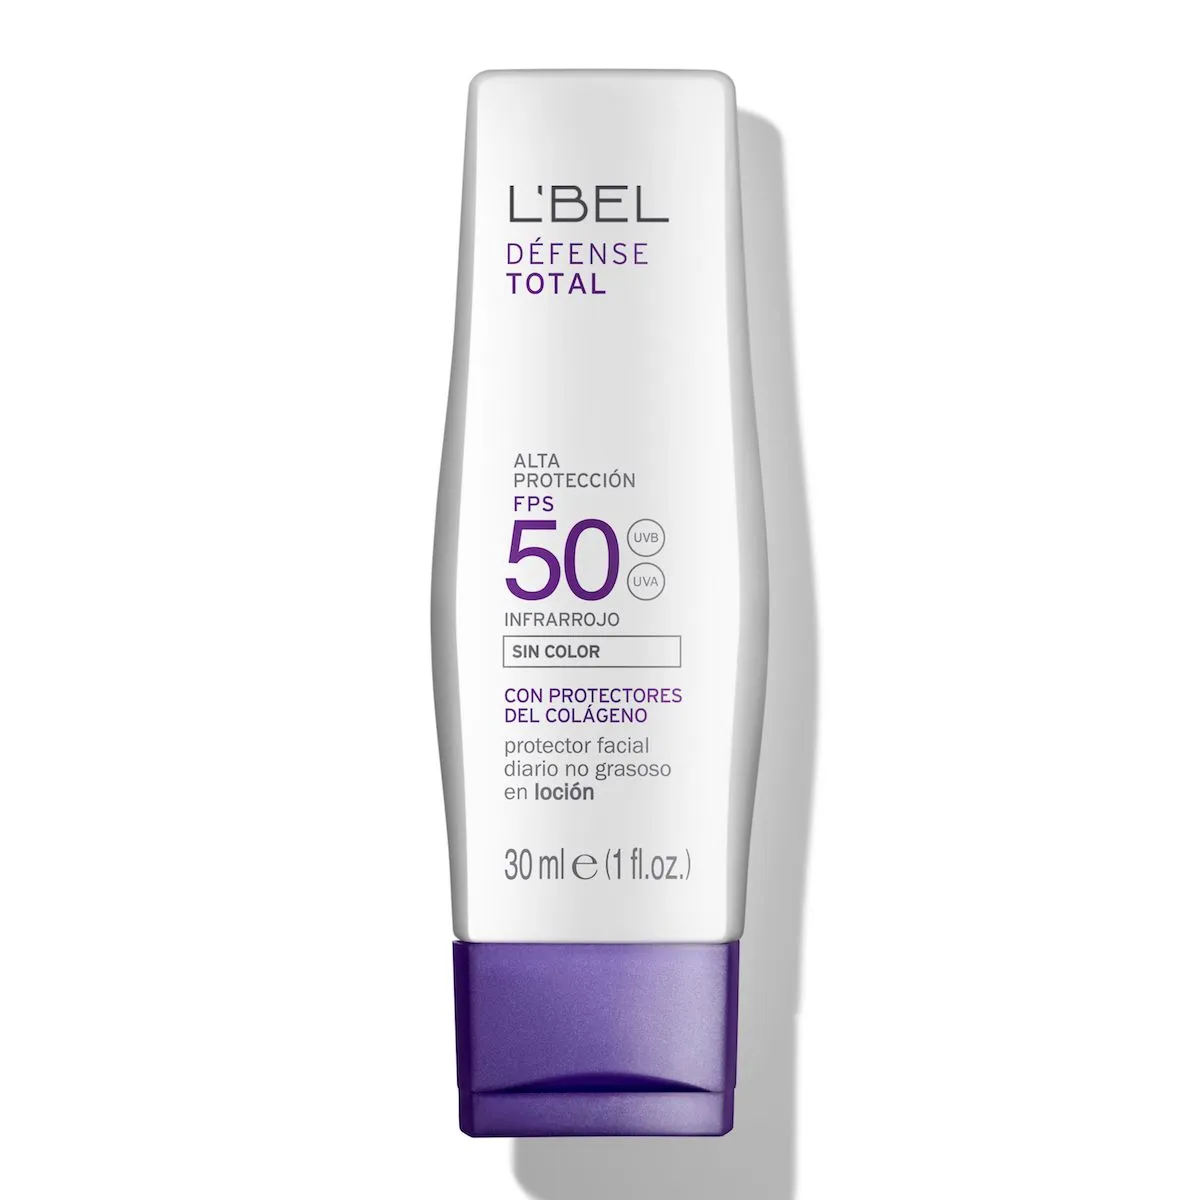 L'BEL
DÉFENSE
TOTAL
ALTA
PROTECCIÓN
FPS
50
UVB
UVA
INFRARROJO
SIN COLOR
CON PROTECTORES
DEL COLÁGENO
protector facial
diario no grasoso
en loción
30 ml ℮ (1 fl.oz.)